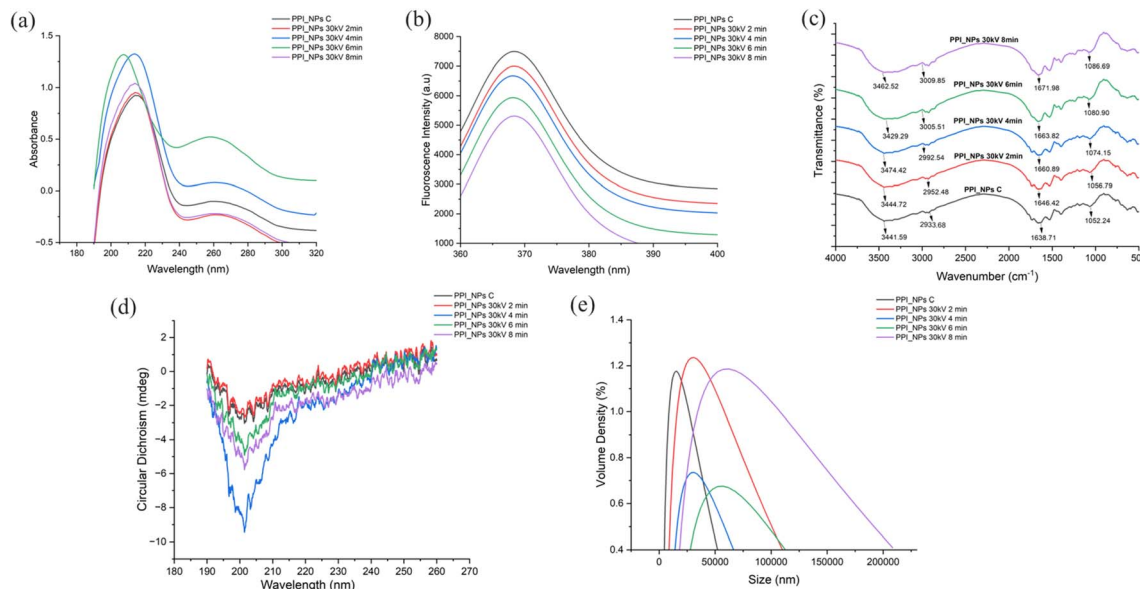 (a)
PPI_NPs C
PPI_NPs 30kV 2min
PPI_NPs 30kV 4min
PPI_NPs 30kV 6min
PPI_NPs 30kV 8min
2.0
1.5
1.0
0.5
0.0
−0.5
Absorbance
180 200 220 240 260 280 300 320
Wavelength (nm)
(b)
PPI_NPs C
PPI_NPs 30kV 2 min
PPI_NPs 30kV 4 min
PPI_NPs 30kV 6 min
PPI_NPs 30kV 8 min
8000
7000
6000
5000
4000
3000
2000
1000
Fluorescence Intensity (a.u)
360 370 380 390 400
Wavelength (nm)
(c)
PPI_NPs 30kV 8min
3462.52 3009.85 1671.98 1086.69
PPI_NPs 30kV 6min
3429.29 3005.51 1663.82 1080.90
PPI_NPs 30kV 4min
3474.42 2992.54 1660.89 1074.15
PPI_NPs 30kV 2min
3444.72 2952.48 1646.42 1056.79
PPI_NPs C
3441.59 2933.68 1638.71 1052.24
Transmittance (%)
4000 3500 3000 2500 2000 1500 1000 500
Wavenumber (cm⁻¹)
(d)
PPI_NPs C
PPI_NPs 30kV 2 min
PPI_NPs 30kV 4 min
PPI_NPs 30kV 6 min
PPI_NPs 30kV 8 min
2
0
−2
−4
−6
−8
−10
Circular Dichroism (mdeg)
180 190 200 210 220 230 240 250 260 270
Wavelength (nm)
(e)
PPI_NPs C
PPI_NPs 30kV 2 min
PPI_NPs 30kV 4 min
PPI_NPs 30kV 6 min
PPI_NPs 30kV 8 min
1.4
1.2
1.0
0.8
0.6
0.4
Volume Density (%)
0 50000 100000 150000 200000
Size (nm)